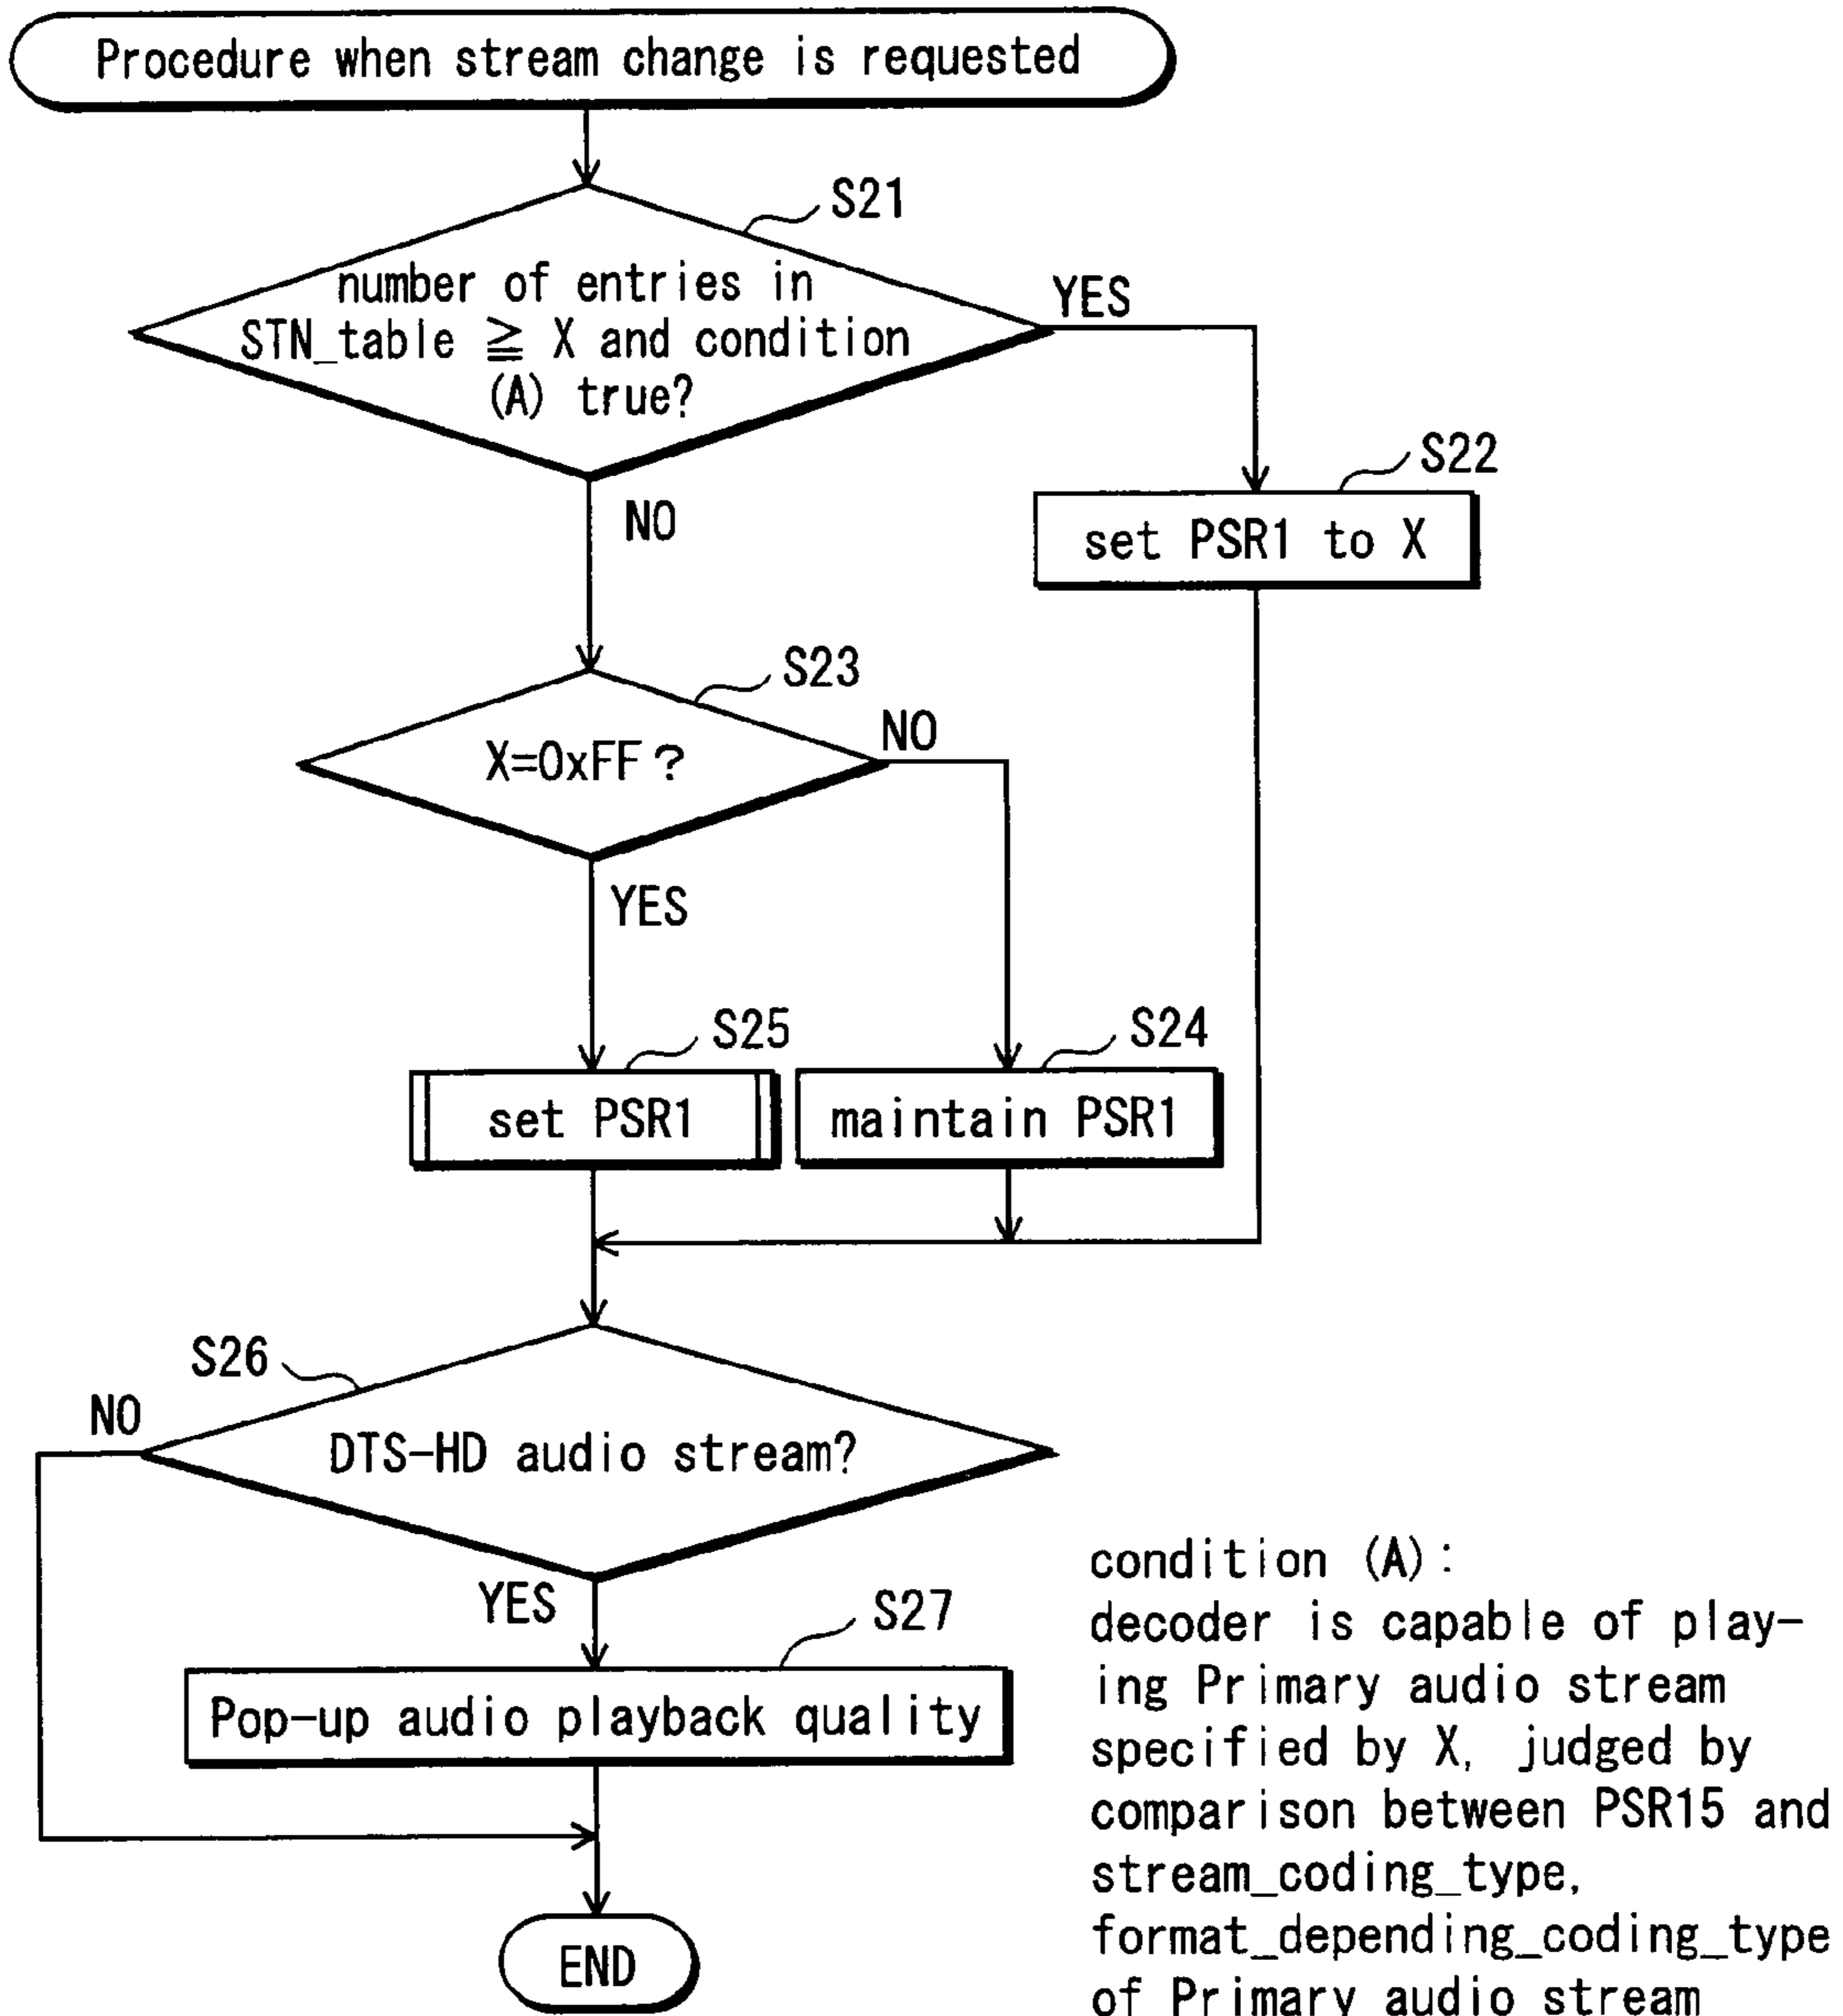 Procedure when stream change is requested
S21
number of entries in
STN_table ≧ X and condition
(A) true?
YES
NO
S22
set PSR1 to X
S23
X=0xFF?
NO
YES
S25
set PSR1
S24
maintain PSR1
S26
NO
DTS-HD audio stream?
YES
S27
Pop-up audio playback quality
END
condition (A):
decoder is capable of play-
ing Primary audio stream
specified by X, judged by
comparison between PSR15 and
stream_coding_type,
format_depending_coding_type
of Primary audio stream